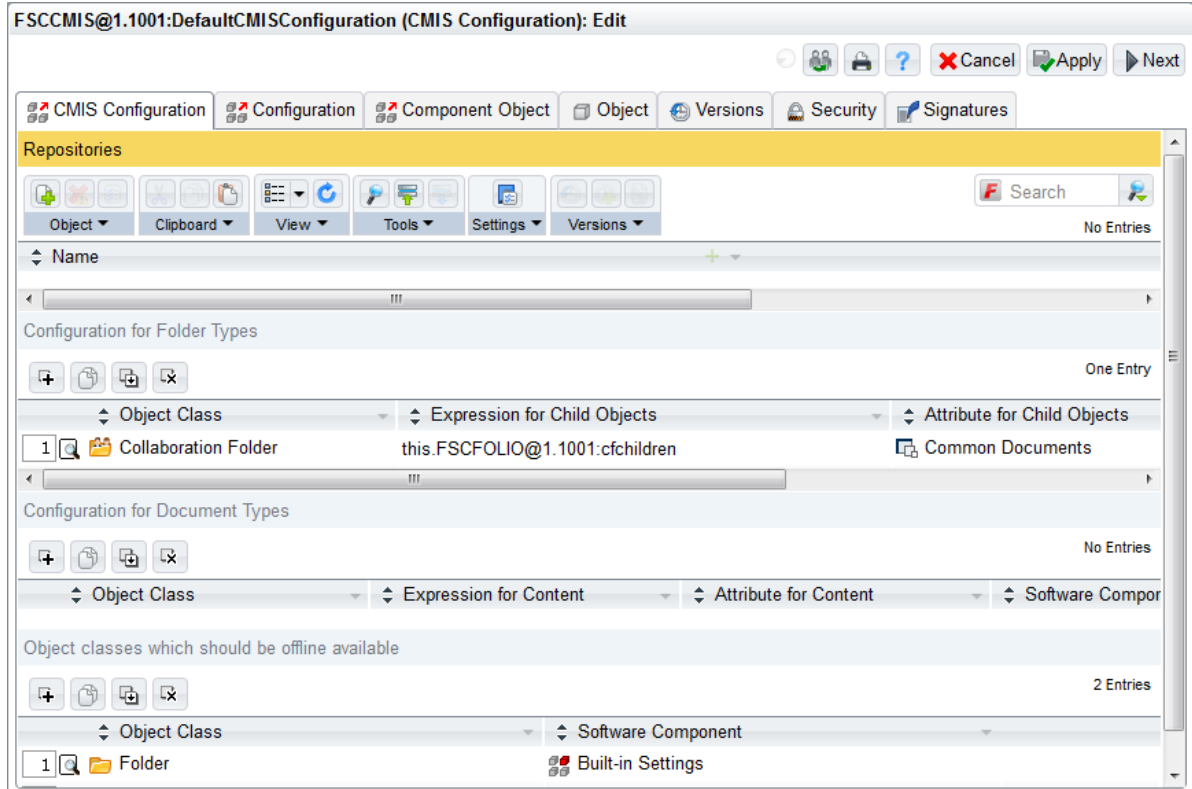 FSCCMIS@1.1001:DefaultCMISConfiguration (CMIS Configuration): Edit
? Cancel Apply Next
CMIS Configuration Configuration Component Object Object Versions Security Signatures
Repositories
F Search
Object Clipboard View Tools Settings Versions No Entries
Name
Configuration for Folder Types
One Entry
Object Class Expression for Child Objects Attribute for Child Objects
1 Collaboration Folder this.FSCFOLIO@1.1001:cfchildren Common Documents
Configuration for Document Types
No Entries
Object Class Expression for Content Attribute for Content Software Compor
Object classes which should be offline available
2 Entries
Object Class Software Component
1 Folder Built-in Settings